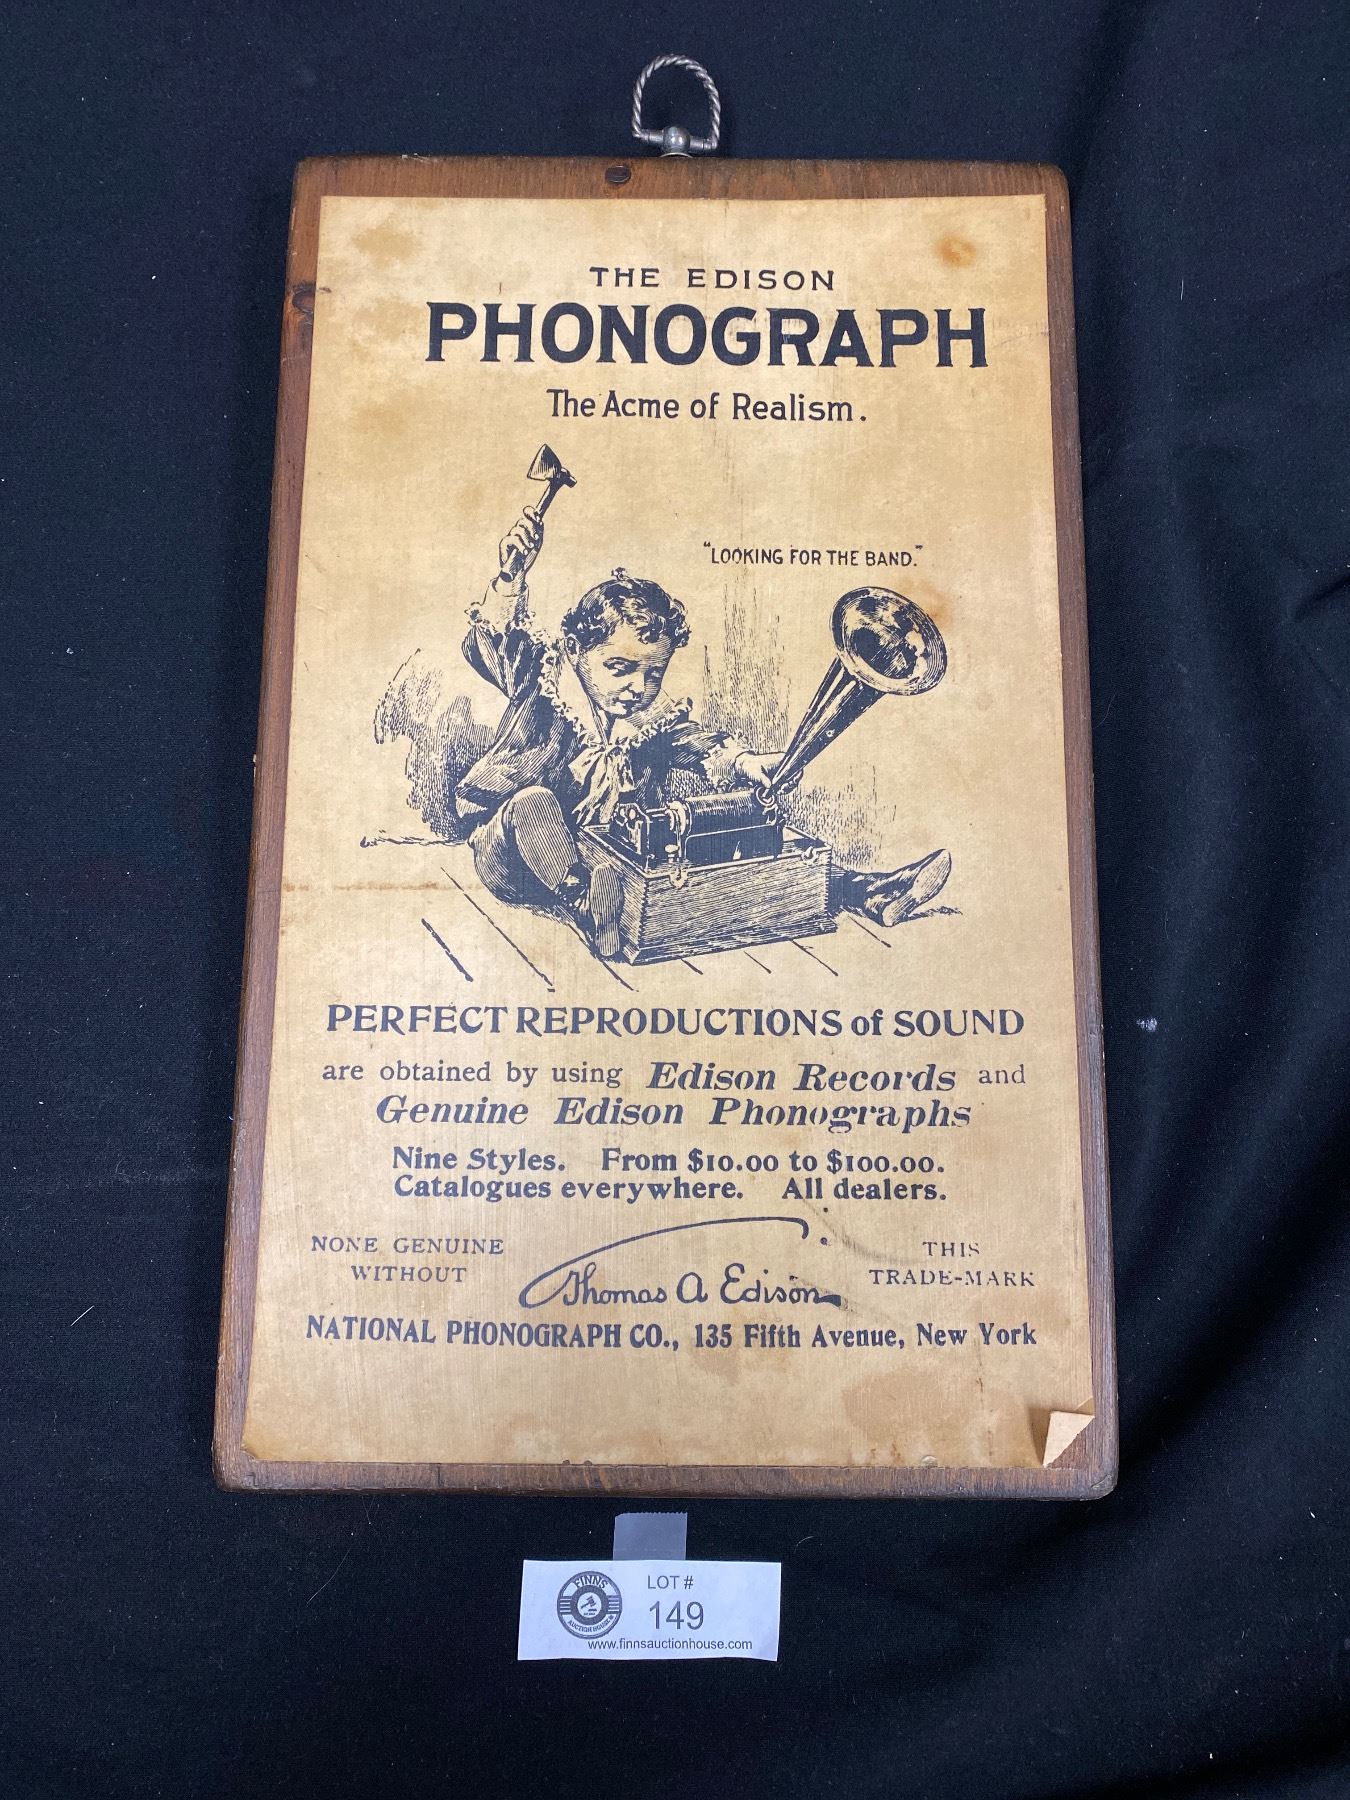 THE EDISON
PHONOGRAPH
The Acme of Realism.
"LOOKING FOR THE BAND."
PERFECT REPRODUCTIONS of SOUND
are obtained by using Edison Records and
Genuine Edison Phonographs
Nine Styles. From $10.00 to $100.00.
Catalogues everywhere. All dealers.
NONE GENUINE
WITHOUT
Thomas A Edison
THIS
TRADE-MARK
NATIONAL PHONOGRAPH CO., 135 Fifth Avenue, New York
FINNS
AUCTION HOUSE
LOT #
149
www.finnsauctionhouse.com